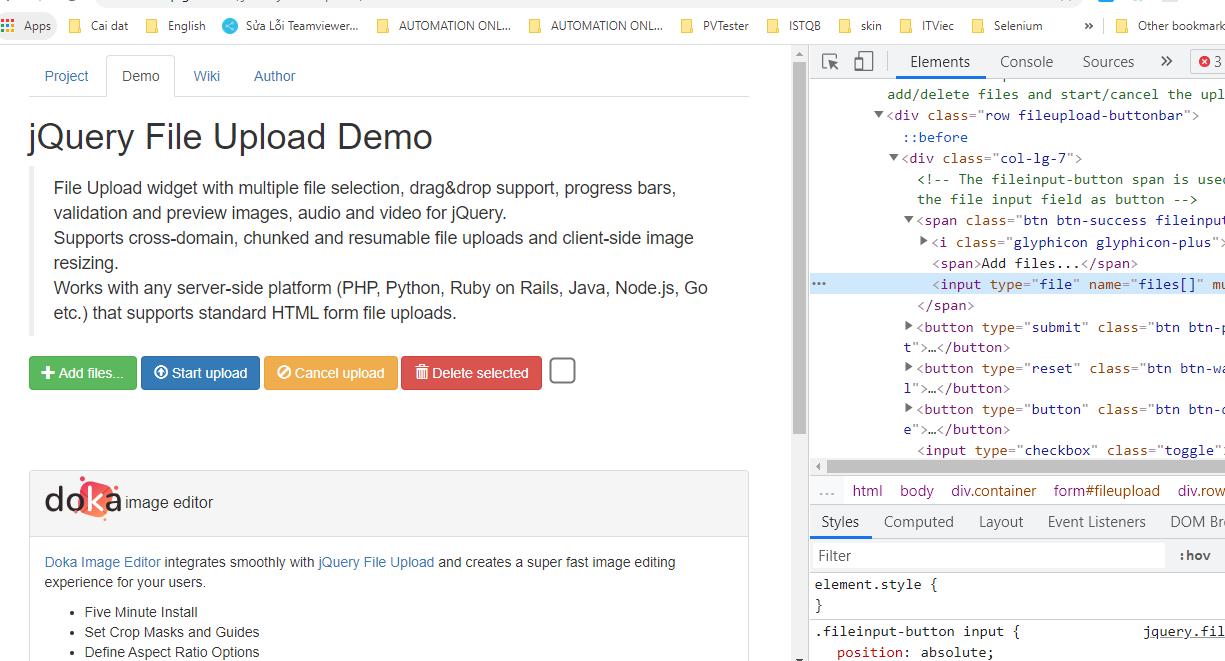 Apps Cai dat English Sửa Lỗi Teamviewer... AUTOMATION ONL... AUTOMATION ONL... PVTester ISTQB skin ITViec Selenium » Other bookmark
Project Demo Wiki Author
jQuery File Upload Demo
File Upload widget with multiple file selection, drag&drop support, progress bars,
validation and preview images, audio and video for jQuery.
Supports cross-domain, chunked and resumable file uploads and client-side image
resizing.
Works with any server-side platform (PHP, Python, Ruby on Rails, Java, Node.js, Go
etc.) that supports standard HTML form file uploads.
Add files... Start upload Cancel upload Delete selected
doka image editor
Doka Image Editor integrates smoothly with jQuery File Upload and creates a super fast image editing
experience for your users.
• Five Minute Install
• Set Crop Masks and Guides
• Define Aspect Ratio Options
Elements Console Sources » 3
add/delete files and start/cancel the upl
<div class="row fileupload-buttonbar">
::before
<div class="col-lg-7">
<!-- The fileinput-button span is used
the file input field as button -->
<span class="btn btn-success fileinput
<i class="glyphicon glyphicon-plus">
<span>Add files...</span>
<input type="file" name="files[]" mu
</span>
<button type="submit" class="btn btn-p
t">…</button>
<button type="reset" class="btn btn-wa
l">…</button>
<button type="button" class="btn btn-d
e">…</button>
<input type="checkbox" class="toggle">
... html body div.container form#fileupload div.row
Styles Computed Layout Event Listeners DOM Br
Filter :hov
element.style {
}
.fileinput-button input { jquery.fil
position: absolute;